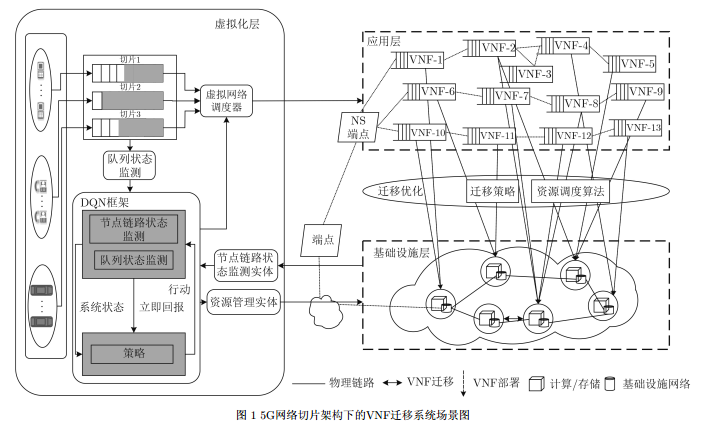 虚拟化层
切片1
切片2
切片3
虚拟网络
调度器
队列状态
监测
DQN框架
节点链路状态
监测
队列状态监测
行动
系统状态
立即回报
策略
节点链路状
态监测实体
资源管理实体
NS
端点
端点
应用层
VNF-1
VNF-2
VNF-3
VNF-4
VNF-5
VNF-6
VNF-7
VNF-8
VNF-9
VNF-10
VNF-11
VNF-12
VNF-13
迁移优化
迁移策略
资源调度算法
基础设施层
物理链路
VNF迁移
VNF部署
计算/存储
基础设施网络
图 1 5G网络切片架构下的VNF迁移系统场景图